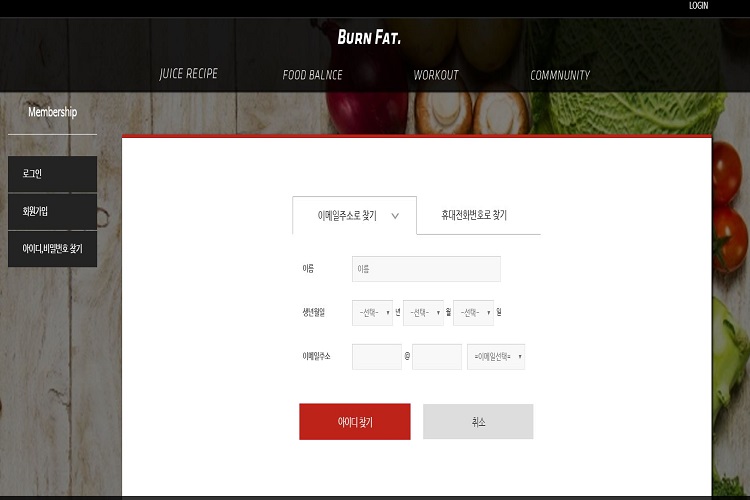 LOGIN
BURN FAT.
JUICE RECIPE FOOD BALNCE WORKOUT COMMNUNITY
Membership
로그인
회원가입
아이디,비밀번호 찾기
이메일주소로 찾기 휴대전화번호로 찾기
이름 이름
생년월일 -선택- 년 -선택- 월 -선택- 일
이메일주소 @ =이메일선택=
아이디 찾기 취소